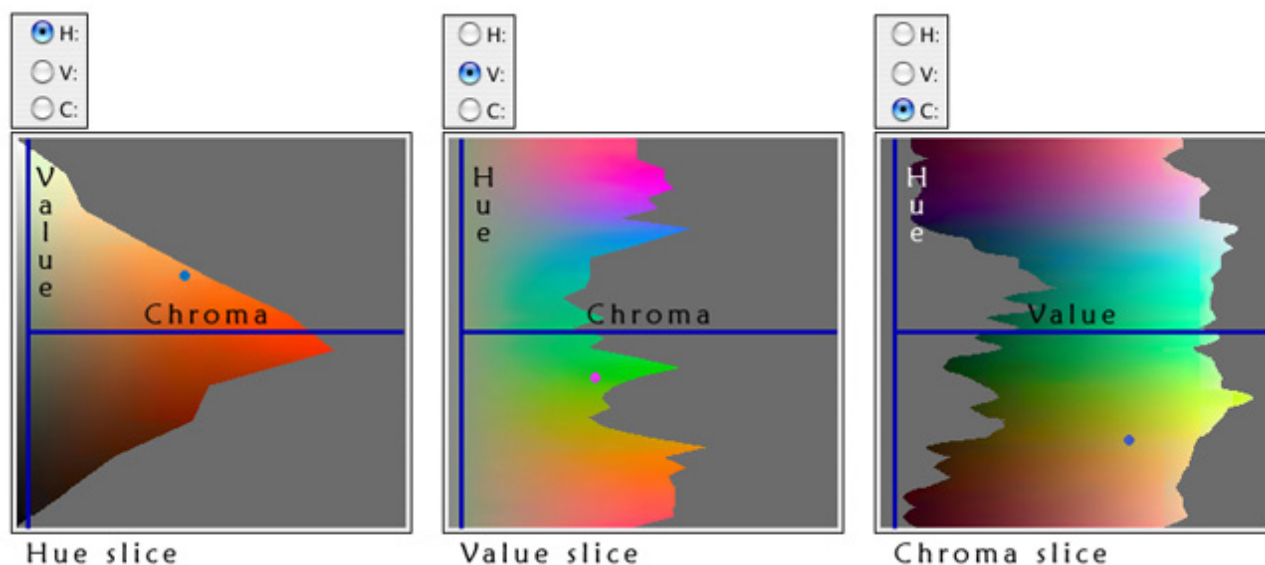 H:
V:
C:
Value
Chroma
Hue slice
H:
V:
C:
Hue
Chroma
Value slice
H:
V:
C:
Hue
Value
Chroma slice